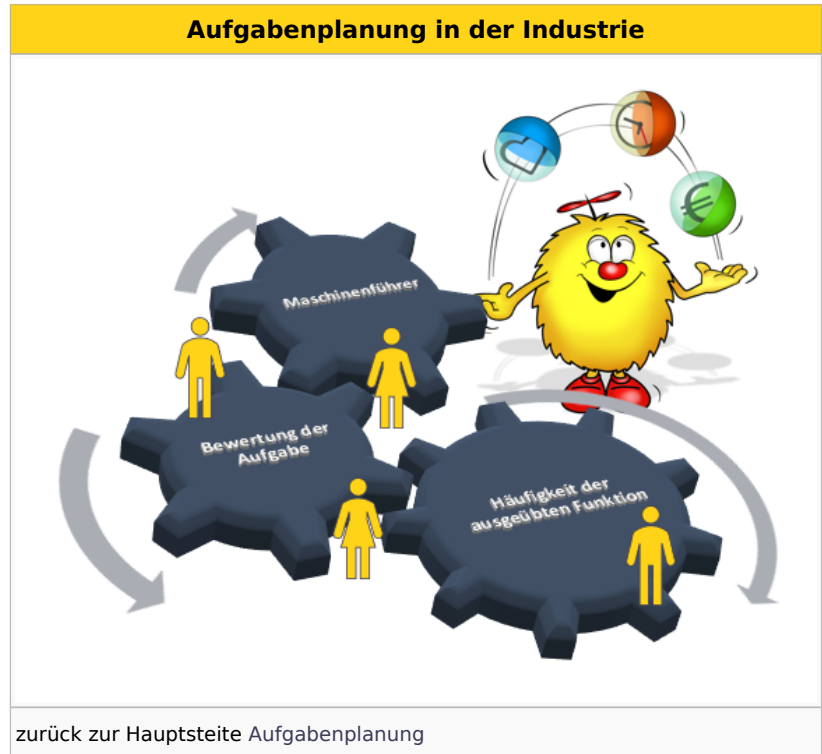 Aufgabenplanung in der Industrie
€
Maschinenführer
Bewertung der
Aufgabe
Häufigkeit der
ausgeübten Funktion
zurück zur Hauptsteite Aufgabenplanung